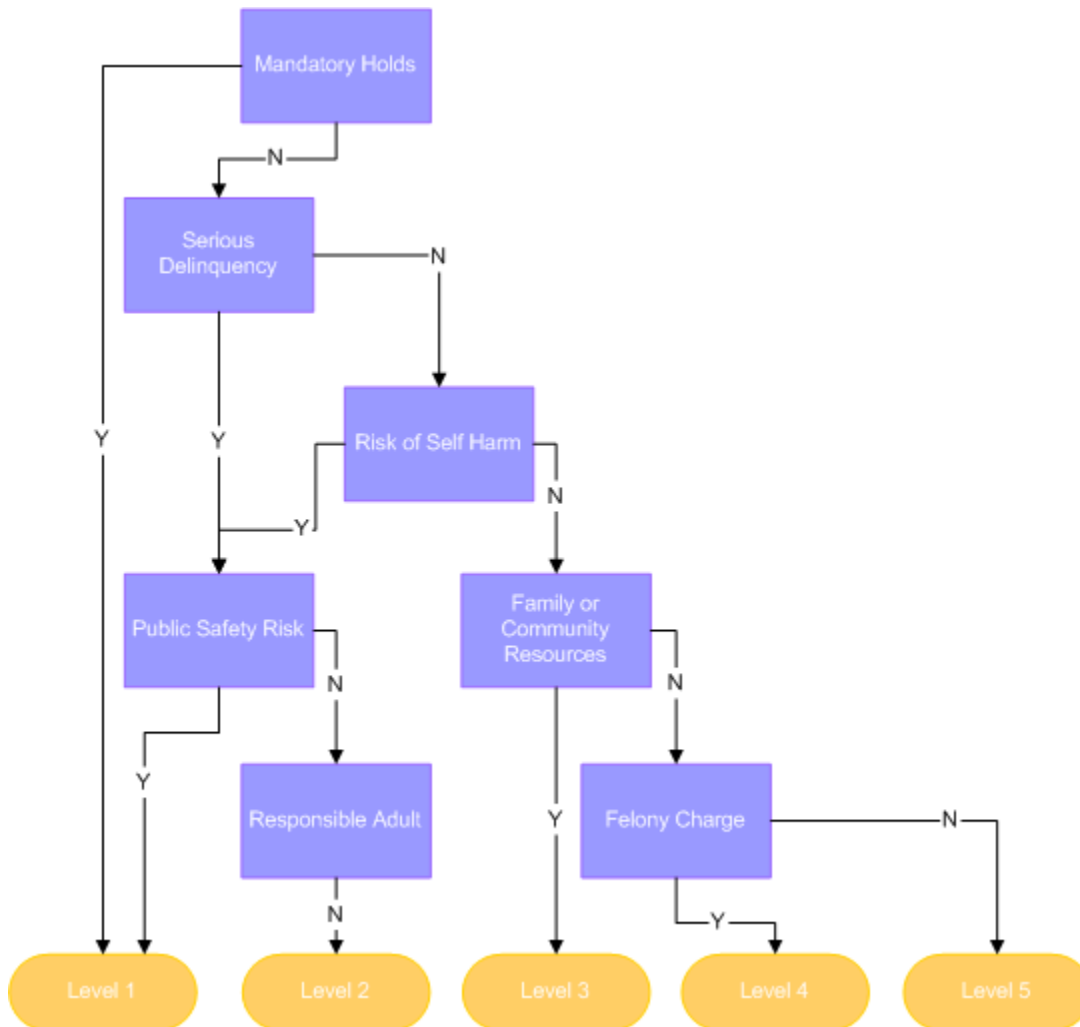 Mandatory Holds
N
Serious
Delinquency
N
Y
Y
Risk of Self Harm
N
Y
Public Safety Risk
N
Family or
Community
Resources
N
Y
Responsible Adult
Y
Felony Charge
N
N
Y
Level 1
Level 2
Level 3
Level 4
Level 5